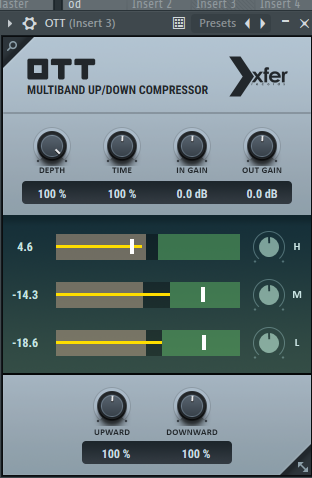 laster od Insert 2 Insert 3 Insert 4
OTT (Insert 3) Presets
OTT
xfer
RECORDS
MULTIBAND UP/DOWN COMPRESSOR
DEPTH TIME IN GAIN OUT GAIN
100 % 100 % 0.0 dB 0.0 dB
4.6 H
-14.3 M
-18.6 L
UPWARD DOWNWARD
100 % 100 %